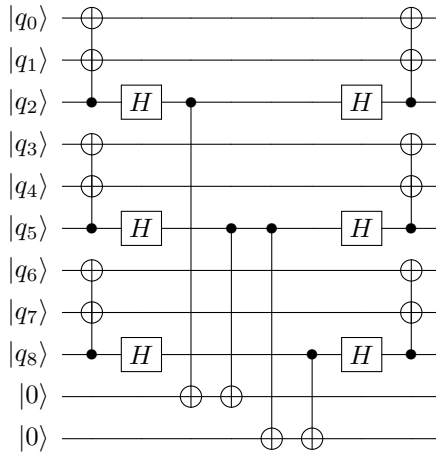 |q₀⟩
|q₁⟩
|q₂⟩ H H
|q₃⟩
|q₄⟩
|q₅⟩ H H
|q₆⟩
|q₇⟩
|q₈⟩ H H
|0⟩
|0⟩